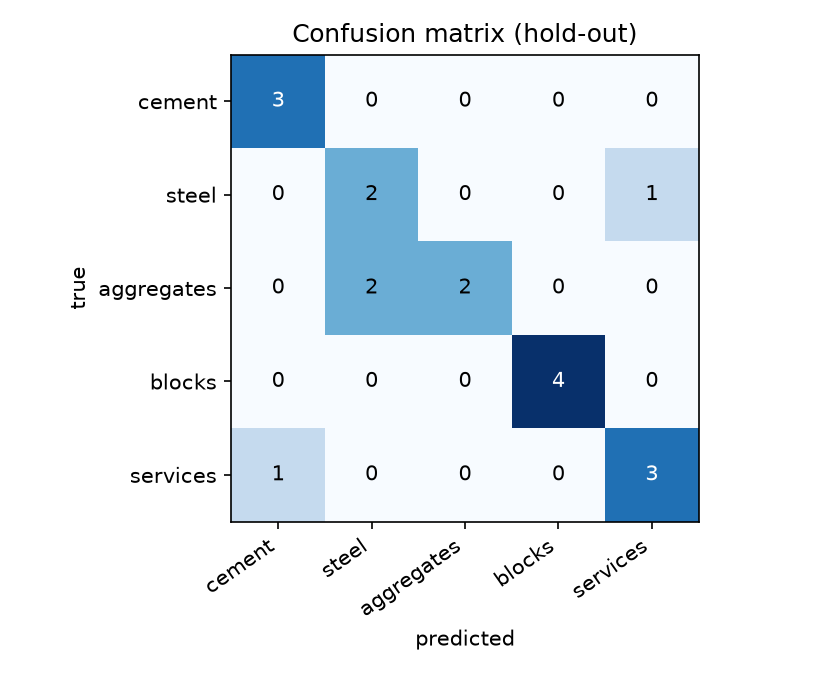 Confusion matrix (hold-out)
cement 3 0 0 0 0
steel 0 2 0 0 1
true
aggregates 0 2 2 0 0
blocks 0 0 0 4 0
services 1 0 0 0 3
cement steel aggregates blocks services
predicted